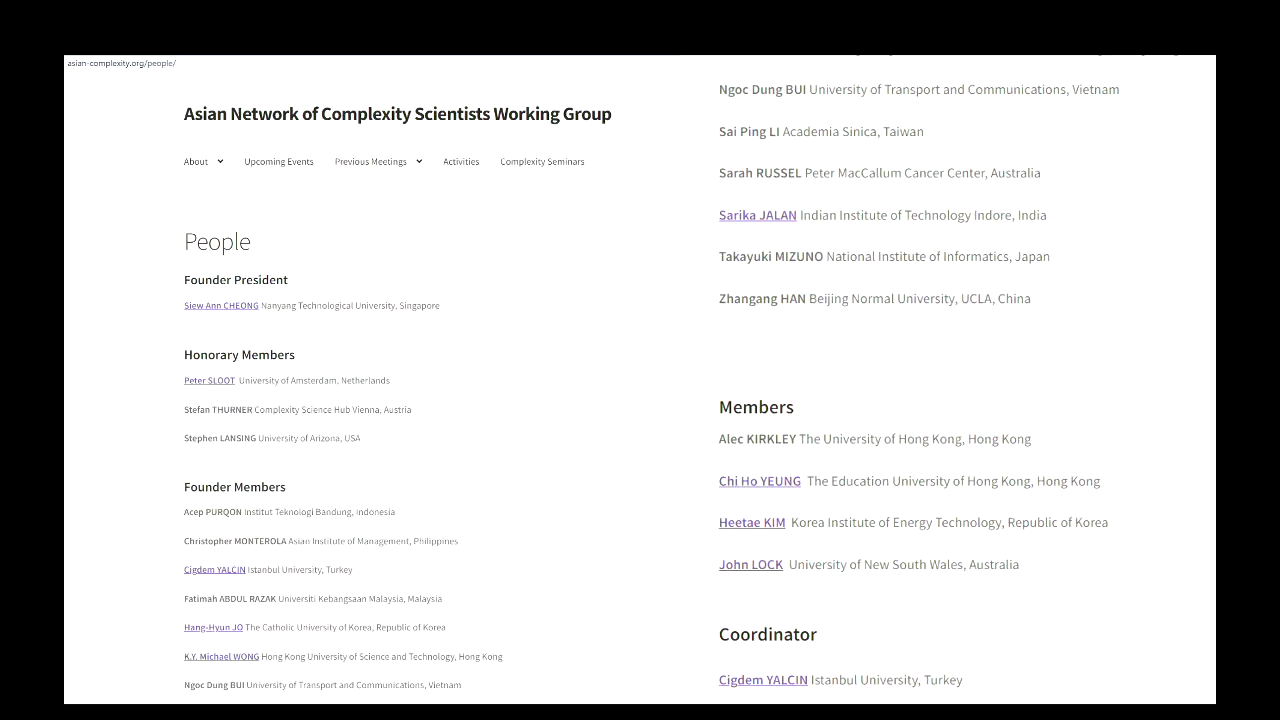 asian-complexity.org/people/
Asian Network of Complexity Scientists Working Group
About Upcoming Events Previous Meetings Activities Complexity Seminars
People
Founder President
Siew Ann CHEONG Nanyang Technological University, Singapore
Honorary Members
Peter SLOOT University of Amsterdam, Netherlands
Stefan THURNER Complexity Science Hub Vienna, Austria
Stephen LANSING University of Arizona, USA
Founder Members
Acep PURQON Institut Teknologi Bandung, Indonesia
Christopher MONTEROLA Asian Institute of Management, Philippines
Cigdem YALCIN Istanbul University, Turkey
Fatimah ABDUL RAZAK Universiti Kebangsaan Malaysia, Malaysia
Hang-Hyun JO The Catholic University of Korea, Republic of Korea
K.Y. Michael WONG Hong Kong University of Science and Technology, Hong Kong
Ngoc Dung BUI University of Transport and Communications, Vietnam
Ngoc Dung BUI University of Transport and Communications, Vietnam
Sai Ping LI Academia Sinica, Taiwan
Sarah RUSSEL Peter MacCallum Cancer Center, Australia
Sarika JALAN Indian Institute of Technology Indore, India
Takayuki MIZUNO National Institute of Informatics, Japan
Zhangang HAN Beijing Normal University, UCLA, China
Members
Alec KIRKLEY The University of Hong Kong, Hong Kong
Chi Ho YEUNG The Education University of Hong Kong, Hong Kong
Heetae KIM Korea Institute of Energy Technology, Republic of Korea
John LOCK University of New South Wales, Australia
Coordinator
Cigdem YALCIN Istanbul University, Turkey